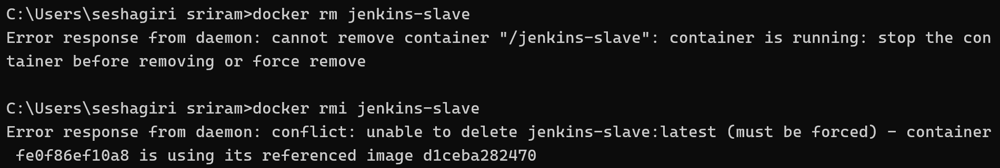 C:\Users\seshagiri sriram>docker rm jenkins-slave
Error response from daemon: cannot remove container "/jenkins-slave": container is running: stop the con
tainer before removing or force remove
C:\Users\seshagiri sriram>docker rmi jenkins-slave
Error response from daemon: conflict: unable to delete jenkins-slave:latest (must be forced) - container
 fe0f86ef10a8 is using its referenced image d1ceba282470